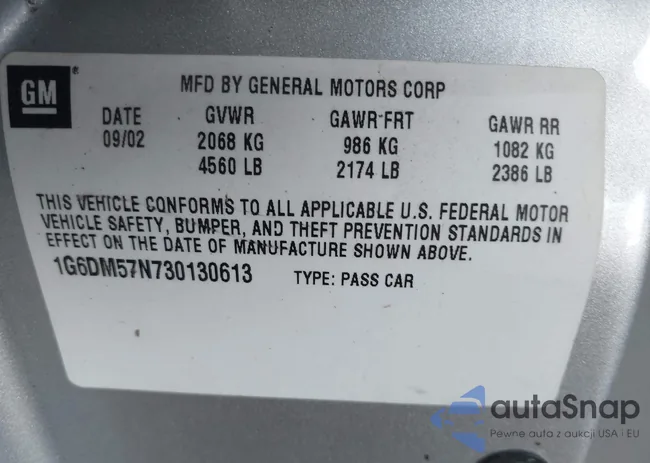 GM
MFD BY GENERAL MOTORS CORP
DATE GVWR GAWR FRT GAWR RR
09/02 2068 KG 986 KG 1082 KG
4560 LB 2174 LB 2386 LB
THIS VEHICLE CONFORMS TO ALL APPLICABLE U.S. FEDERAL MOTOR
VEHICLE SAFETY, BUMPER, AND THEFT PREVENTION STANDARDS IN
EFFECT ON THE DATE OF MANUFACTURE SHOWN ABOVE.
1G6DM57N730130613 TYPE: PASS CAR
autoSnap
Pewne auta z aukcji USA i EU